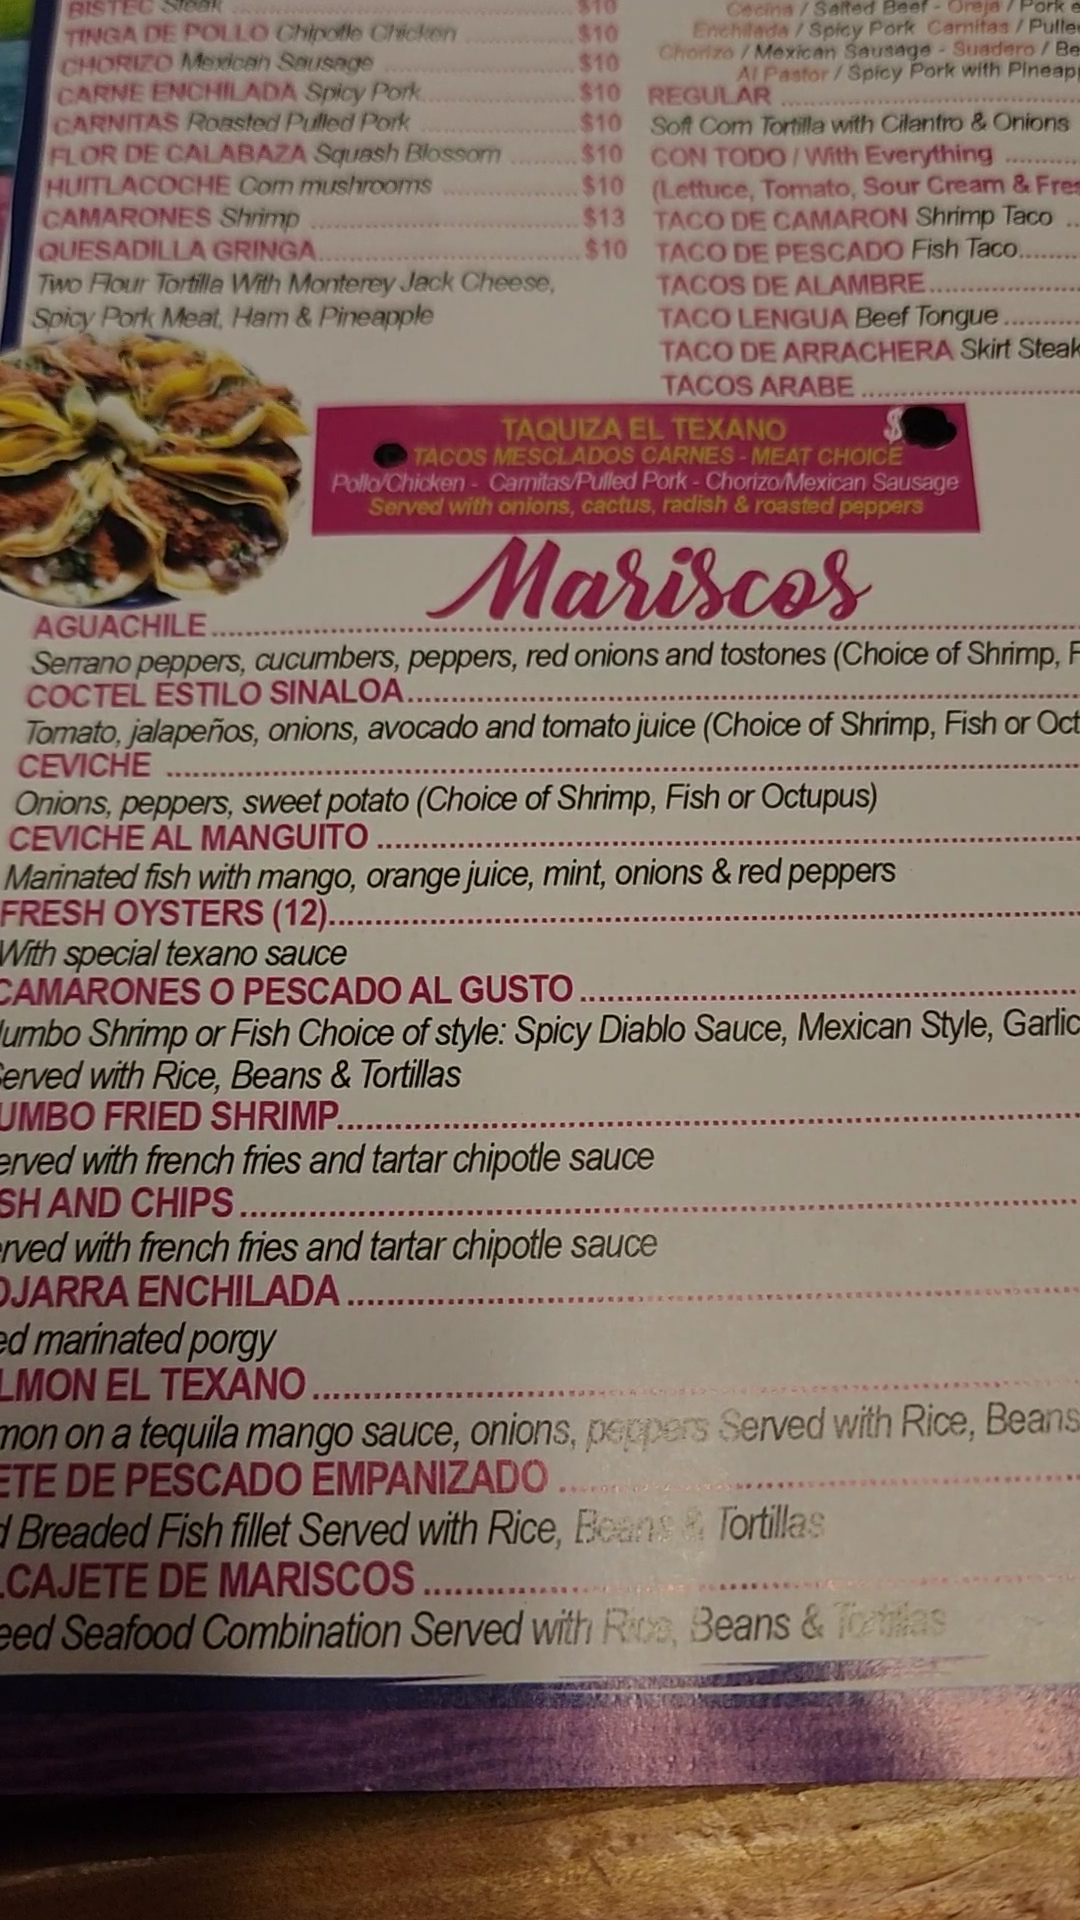 BISTEC Steak $10
TINGA DE POLLO Chipotle Chicken $10
CHORIZO Mexican Sausage $10
CARNE ENCHILADA Spicy Pork $10
CARNITAS Roasted Pulled Pork $10
FLOR DE CALABAZA Squash Blossom $10
HUITLACOCHE Corn mushrooms $10
CAMARONES Shrimp $13
QUESADILLA GRINGA $10
Two Flour Tortilla With Monterey Jack Cheese,
Spicy Pork Meat, Ham & Pineapple
Cecina / Salted Beef - Oreja / Pork e
Enchilada / Spicy Pork Carnitas / Pulle
Chorizo / Mexican Sausage - Suadero / Be
Al Pastor / Spicy Pork with Pineapp
REGULAR
Soft Corn Tortilla with Cilantro & Onions
CON TODO / With Everything
(Lettuce, Tomato, Sour Cream & Fres
TACO DE CAMARON Shrimp Taco
TACO DE PESCADO Fish Taco
TACOS DE ALAMBRE
TACO LENGUA Beef Tongue
TACO DE ARRACHERA Skirt Steak
TACOS ARABE
TAQUIZA EL TEXANO $
TACOS MESCLADOS CARNES - MEAT CHOICE
Pollo/Chicken - Carnitas/Pulled Pork - Chorizo/Mexican Sausage
Served with onions, cactus, radish & roasted peppers
Mariscos
AGUACHILE
Serrano peppers, cucumbers, peppers, red onions and tostones (Choice of Shrimp, F
COCTEL ESTILO SINALOA
Tomato, jalapeños, onions, avocado and tomato juice (Choice of Shrimp, Fish or Oct
CEVICHE
Onions, peppers, sweet potato (Choice of Shrimp, Fish or Octupus)
CEVICHE AL MANGUITO
Marinated fish with mango, orange juice, mint, onions & red peppers
FRESH OYSTERS (12)
With special texano sauce
CAMARONES O PESCADO AL GUSTO
Jumbo Shrimp or Fish Choice of style: Spicy Diablo Sauce, Mexican Style, Garlic
Served with Rice, Beans & Tortillas
UMBO FRIED SHRIMP
erved with french fries and tartar chipotle sauce
SH AND CHIPS
erved with french fries and tartar chipotle sauce
OJARRA ENCHILADA
ed marinated porgy
LMON EL TEXANO
mon on a tequila mango sauce, onions, peppers Served with Rice, Beans
ETE DE PESCADO EMPANIZADO
d Breaded Fish fillet Served with Rice, Beans & Tortillas
LCAJETE DE MARISCOS
eed Seafood Combination Served with Rice, Beans & Tortillas